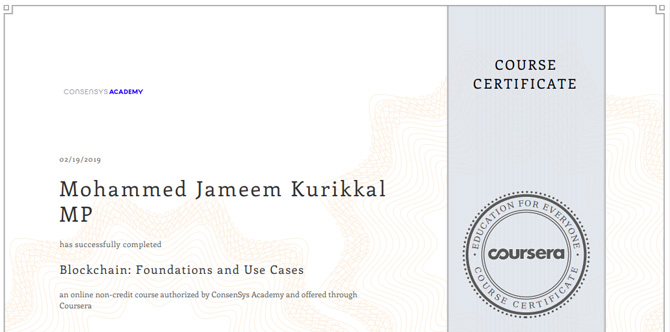 COURSE
CERTIFICATE
CONSENSYS ACADEMY
02/19/2019
Mohammed Jameem Kurikkal
MP
has successfully completed
Blockchain: Foundations and Use Cases
an online non-credit course authorized by ConsenSys Academy and offered through
Coursera
EDUCATION FOR EVERYONE
coursera
COURSE CERTIFICATE